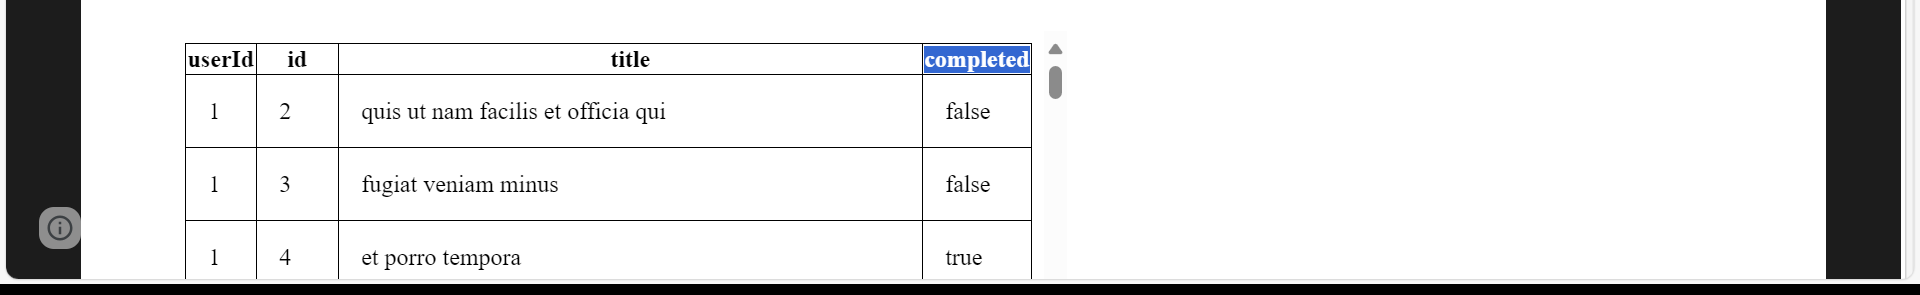 userId id title completed
1 2 quis ut nam facilis et officia qui false
1 3 fugiat veniam minus false
1 4 et porro tempora true